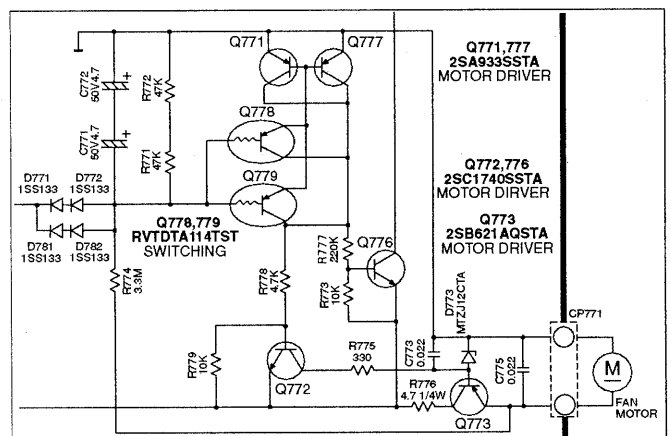 Q771
Q777
Q771,777
2SA933SSTA
MOTOR DRIVER
C772
50V4.7
+
R772
47K
Q778
C771
50V4.7
+
R771
47K
Q779
Q772,776
2SC1740SSTA
MOTOR DIRVER
D771
1SS133
D772
1SS133
Q773
2SB621AQSTA
MOTOR DRIVER
Q778,779
RVTDTA114TST
SWITCHING
D781
1SS133
D782
1SS133
R774
3.3M
R778
4.7K
R777
220K
Q776
R773
10K
D773
MTZJ12CTA
CP771
R779
10K
Q772
R775
330
C773
0.022
C775
0.022
M
R776
4.7 1/4W
Q773
FAN
MOTOR